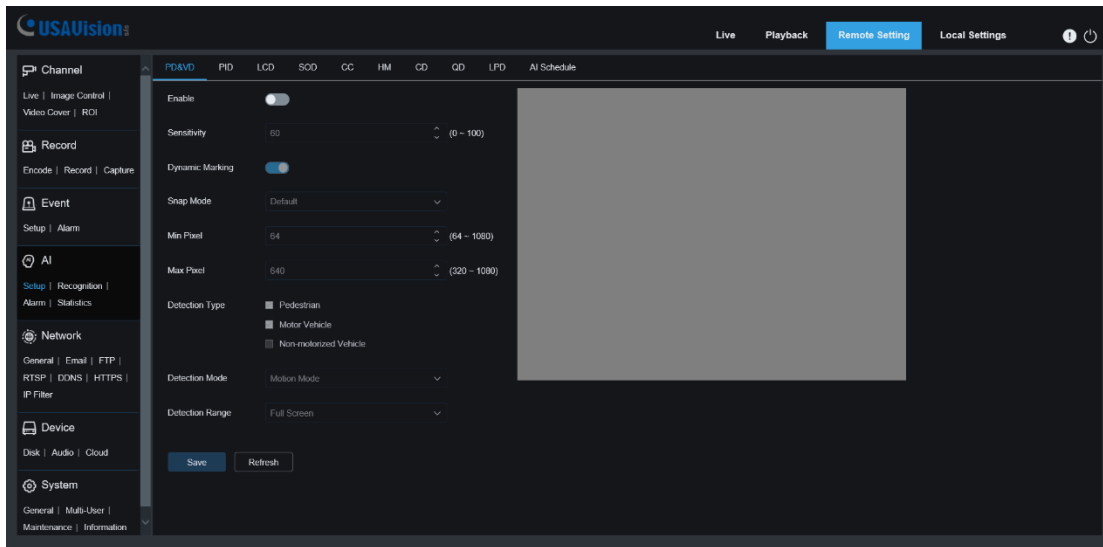 USAVision
Live Playback Remote Setting Local Settings
Channel
Live | Image Control |
Video Cover | ROI
Record
Encode | Record | Capture
Event
Setup | Alarm
AI
Setup | Recognition |
Alarm | Statistics
Network
General | Email | FTP |
RTSP | DDNS | HTTPS |
IP Filter
Device
Disk | Audio | Cloud
System
General | Multi-User |
Maintenance | Information
PD&VD PID LCD SOD CC HM CD QD LPD AI Schedule
Enable
Sensitivity 60 (0 ~ 100)
Dynamic Marking
Snap Mode Default
Min Pixel 64 (64 ~ 1080)
Max Pixel 640 (320 ~ 1080)
Detection Type Pedestrian
Motor Vehicle
Non-motorized Vehicle
Detection Mode Motion Mode
Detection Range Full Screen
Save Refresh